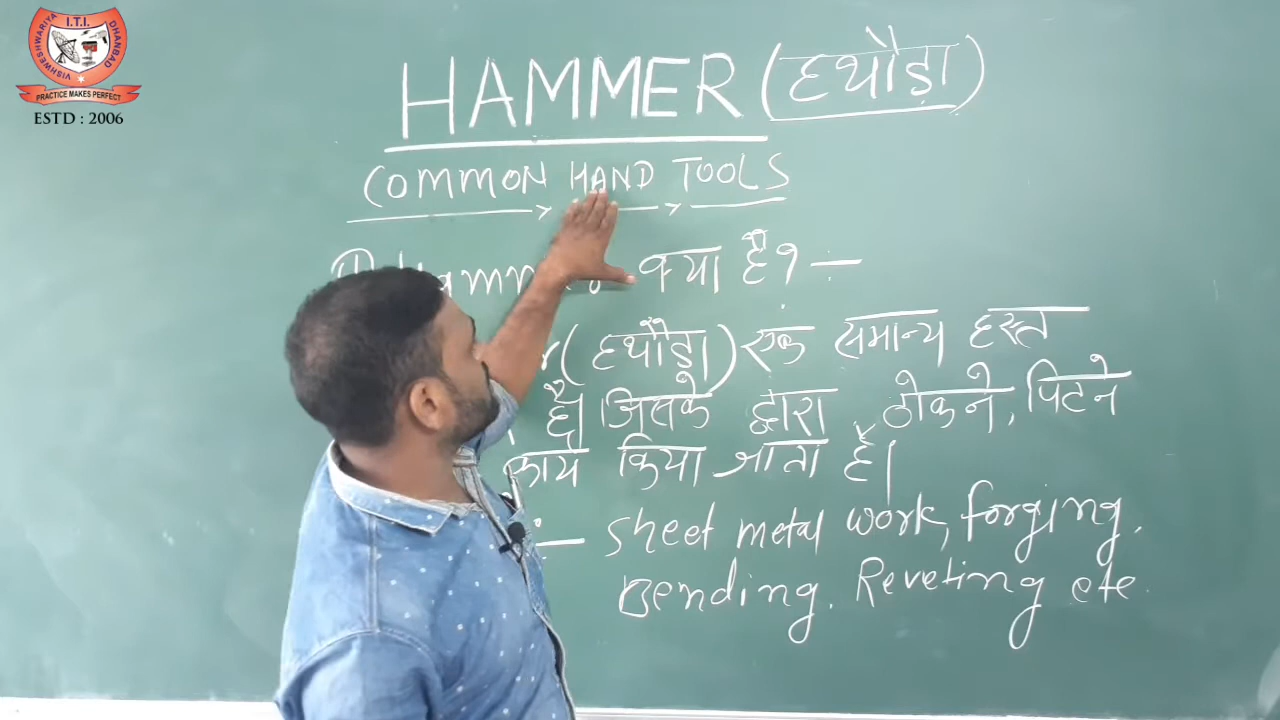 VISHWESHWARIYA I.T.I. DHANBAD
PRACTICE MAKES PERFECT
ESTD : 2006
HAMMER (हथौड़ा)
COMMON HAND TOOLS
क्या है? —
(हथौड़ा) एक समान्य हस्त
है। जिसके द्वारा ठोकने, पिटने
कार्य किया जाता है।
:— Sheet metal work, forging,
Bending, Reveting etc.